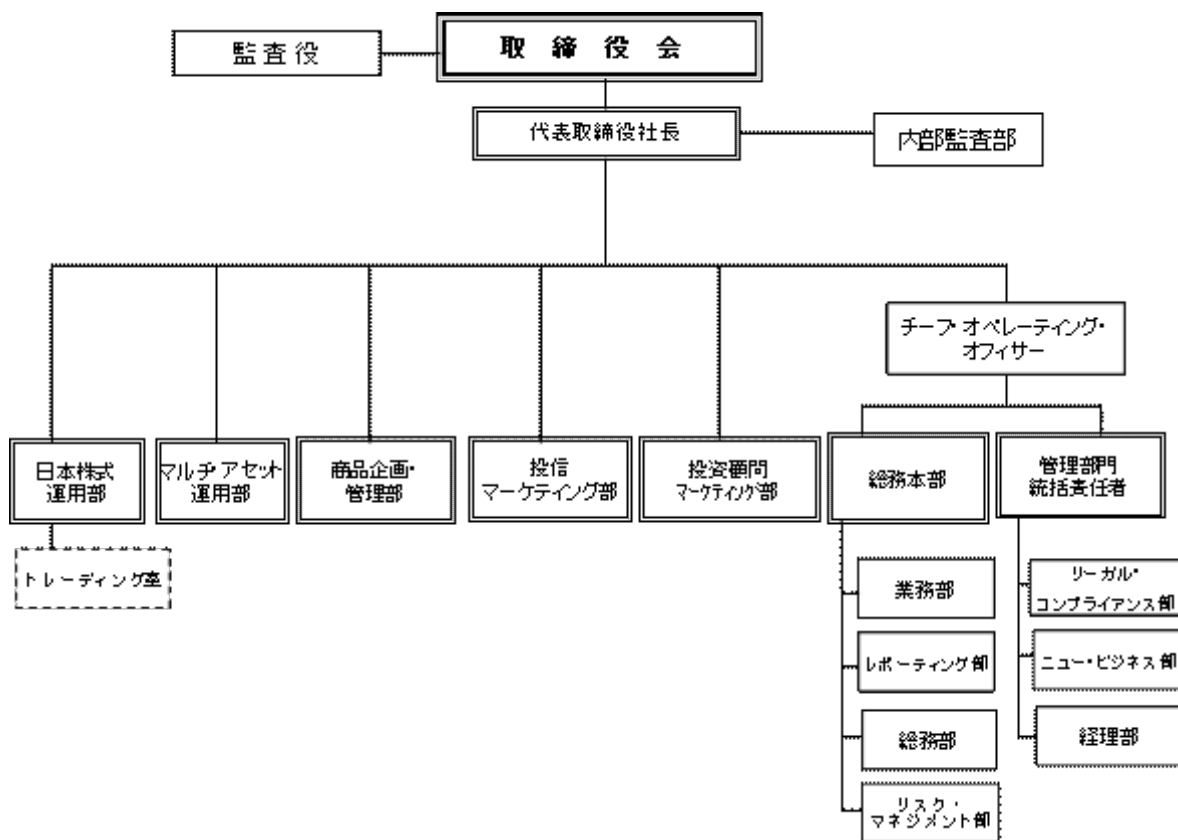 取締役会
監査役
代表取締役社長
内部監査部
チーフ・オペレーティング・
オフィサー
日本株式
運用部
マルチ・アセット
運用部
商品企画・
管理部
投信
マーケティング部
投資顧問
マーケティング部
総務本部
管理部門
統括責任者
トレーディング室
業務部
レポーティング部
総務部
リスク・
マネジメント部
リーガル・
コンプライアンス部
ニュー・ビジネス部
経理部